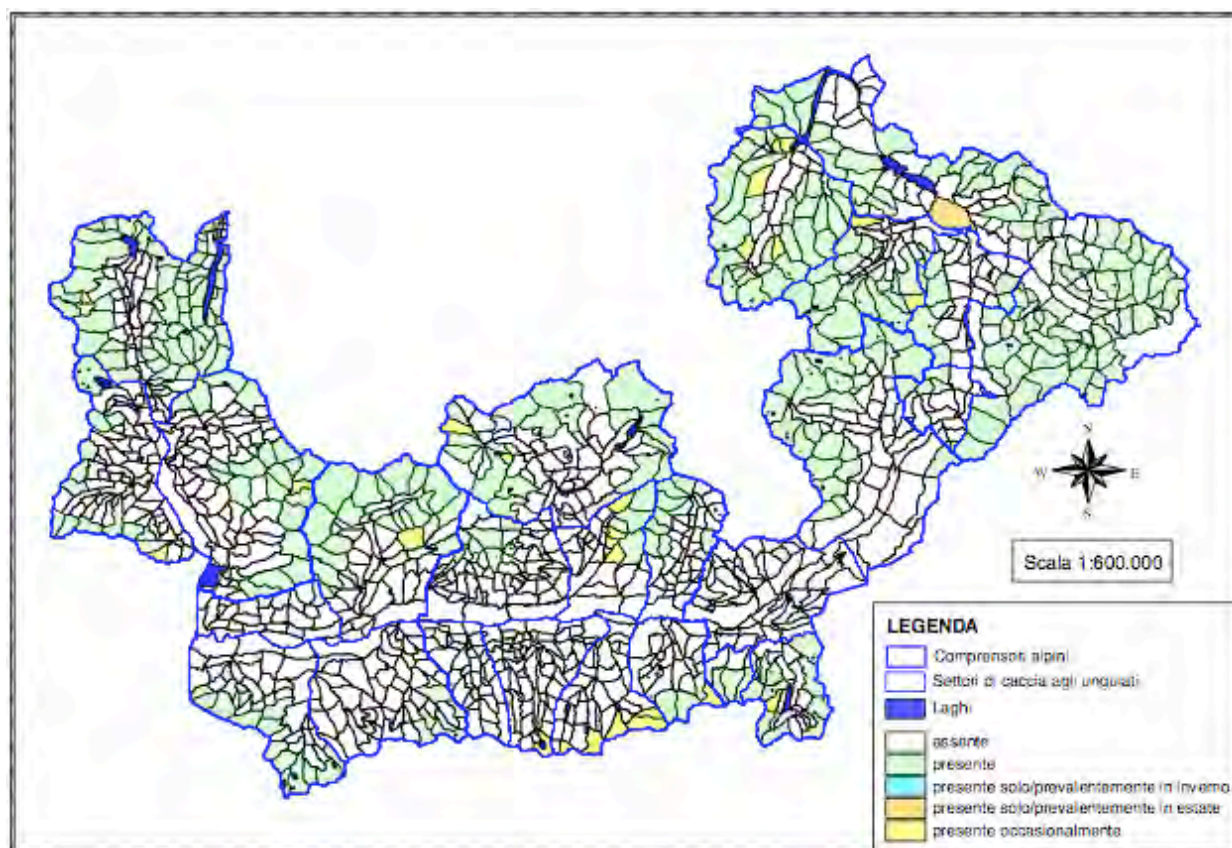 N
W E
S
Scala 1:600.000
LEGENDA
Comprensori alpini
Settori di caccia agli ungulati
Laghi
assente
presente
presente solo/prevalentemente in inverno
presente solo/prevalentemente in estate
presente occasionalmente